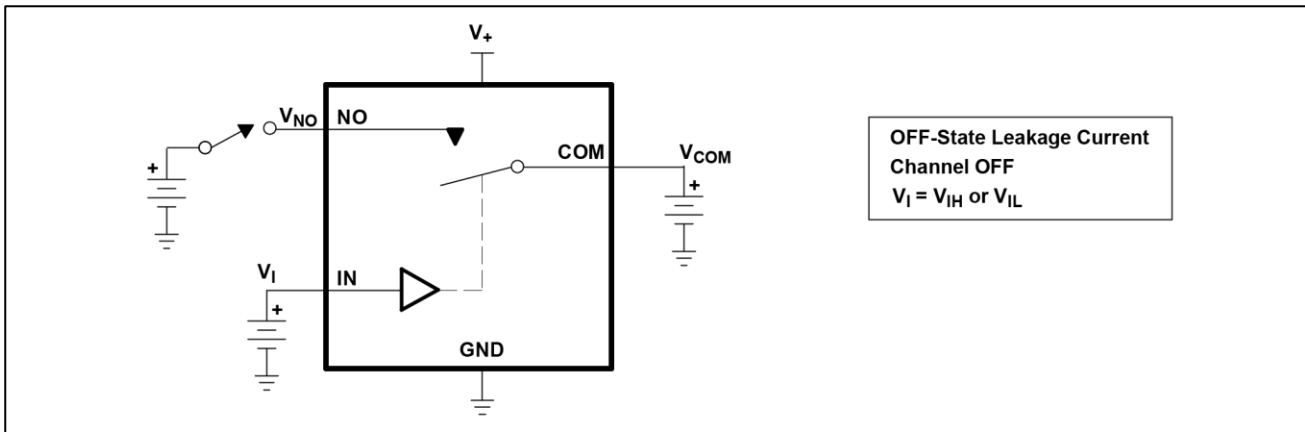 V+
VNO NO
COM VCOM
+
+
VI IN
+
GND
OFF-State Leakage Current
Channel OFF
VI = VIH or VIL